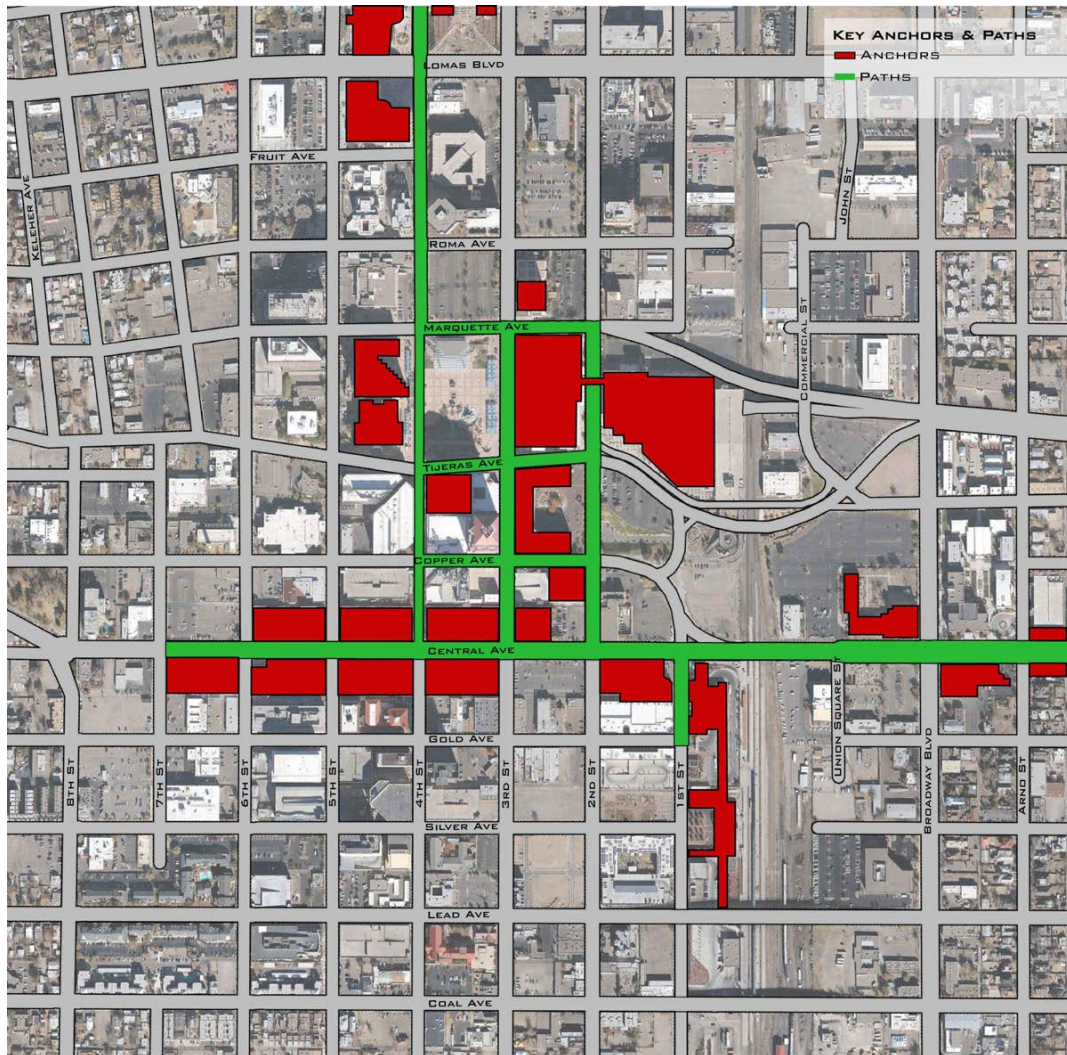 KEY ANCHORS & PATHS
ANCHORS
PATHS
LOMAS BLVD
FRUIT AVE
KELEHER AVE
JOHN ST
ROMA AVE
COMMERCIAL ST
MARQUETTE AVE
TIJERAS AVE
COPPER AVE
CENTRAL AVE
UNION SQUARE ST
GOLD AVE
8TH ST
7TH ST
6TH ST
5TH ST
4TH ST
3RD ST
2ND ST
1ST ST
BROADWAY BLVD
ARNO ST
SILVER AVE
LEAD AVE
COAL AVE